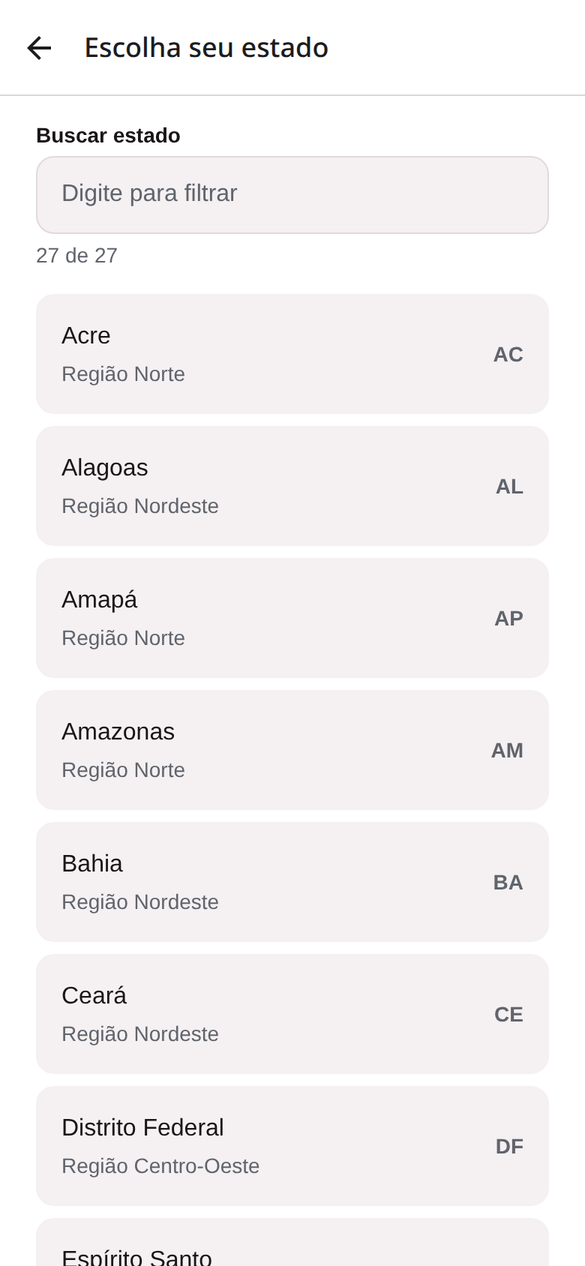 Escolha seu estado
Buscar estado
Digite para filtrar
27 de 27
Acre
Região Norte
AC
Alagoas
Região Nordeste
AL
Amapá
Região Norte
AP
Amazonas
Região Norte
AM
Bahia
Região Nordeste
BA
Ceará
Região Nordeste
CE
Distrito Federal
Região Centro-Oeste
DF
Espírito Santo